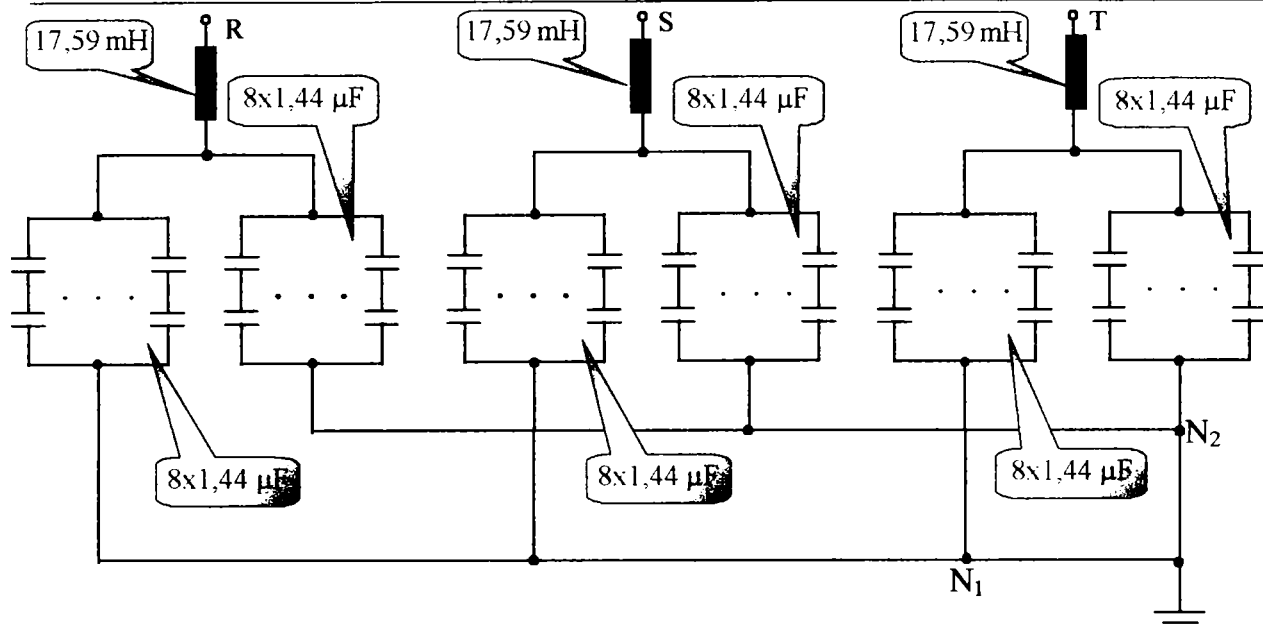 R
S
T
17,59 mH
17,59 mH
17,59 mH
8x1,44 µF
8x1,44 µF
8x1,44 µF
. . .
. . .
. . .
. . .
. . .
. . .
N₂
8x1,44 µF
8x1,44 µF
8x1,44 µF
N₁